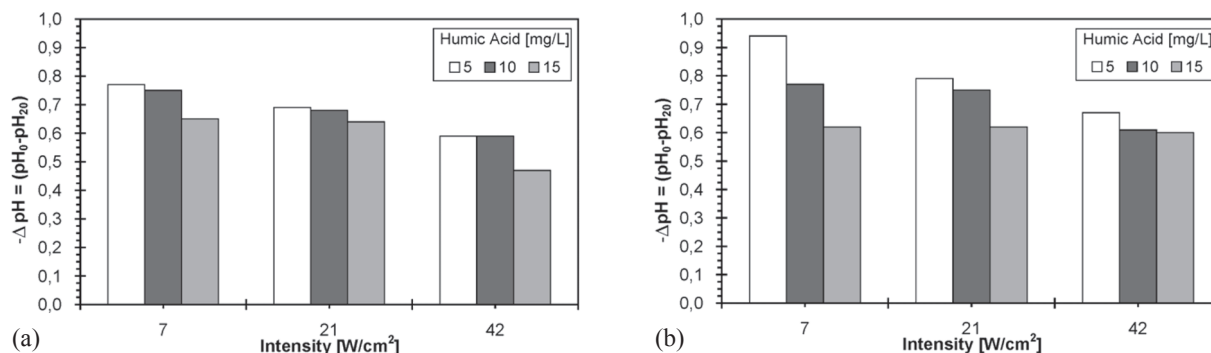 1,0
0,9
0,8
0,7
0,6
0,5
0,4
0,3
0,2
0,1
0,0
-Δ pH = (pH₀-pH₂₀)
Humic Acid [mg/L]
5 10 15
7 21 42
Intensity [W/cm²]
(a)
1,0
0,9
0,8
0,7
0,6
0,5
0,4
0,3
0,2
0,1
0,0
-Δ pH = (pH₀-pH₂₀)
Humic Acid [mg/L]
5 10 15
7 21 42
Intensity [W/cm²]
(b)